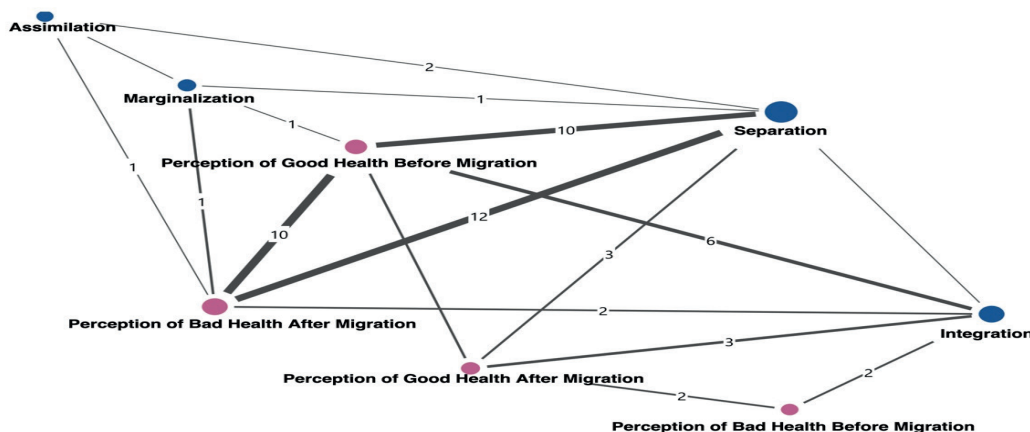 Assimilation
2
Marginalization
1
1
10
Separation
Perception of Good Health Before Migration
1
1
12
10
6
3
Perception of Bad Health After Migration
2
Integration
3
Perception of Good Health After Migration
2
2
Perception of Bad Health Before Migration